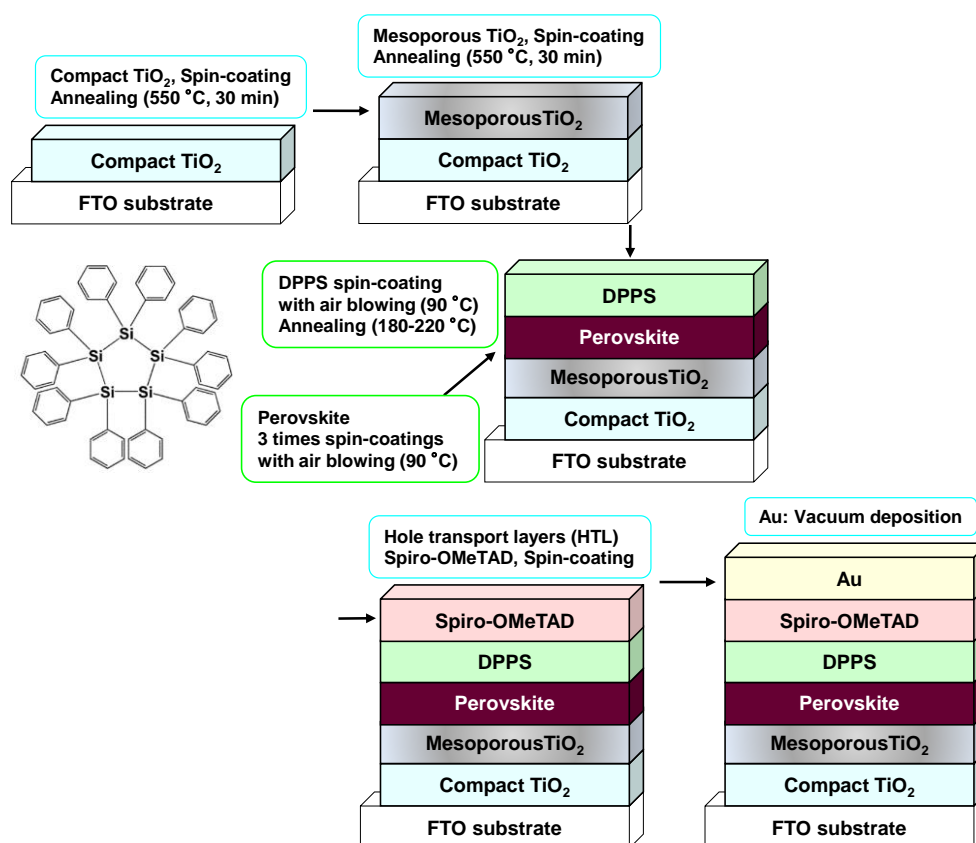 Compact TiO₂, Spin-coating
Annealing (550 °C, 30 min)
Compact TiO₂
FTO substrate
Mesoporous TiO₂, Spin-coating
Annealing (550 °C, 30 min)
MesoporousTiO₂
Compact TiO₂
FTO substrate
Si
Si
Si
Si
Si
DPPS spin-coating
with air blowing (90 °C)
Annealing (180-220 °C)
Perovskite
3 times spin-coatings
with air blowing (90 °C)
DPPS
Perovskite
MesoporousTiO₂
Compact TiO₂
FTO substrate
Hole transport layers (HTL)
Spiro-OMeTAD, Spin-coating
Spiro-OMeTAD
DPPS
Perovskite
MesoporousTiO₂
Compact TiO₂
FTO substrate
Au: Vacuum deposition
Au
Spiro-OMeTAD
DPPS
Perovskite
MesoporousTiO₂
Compact TiO₂
FTO substrate